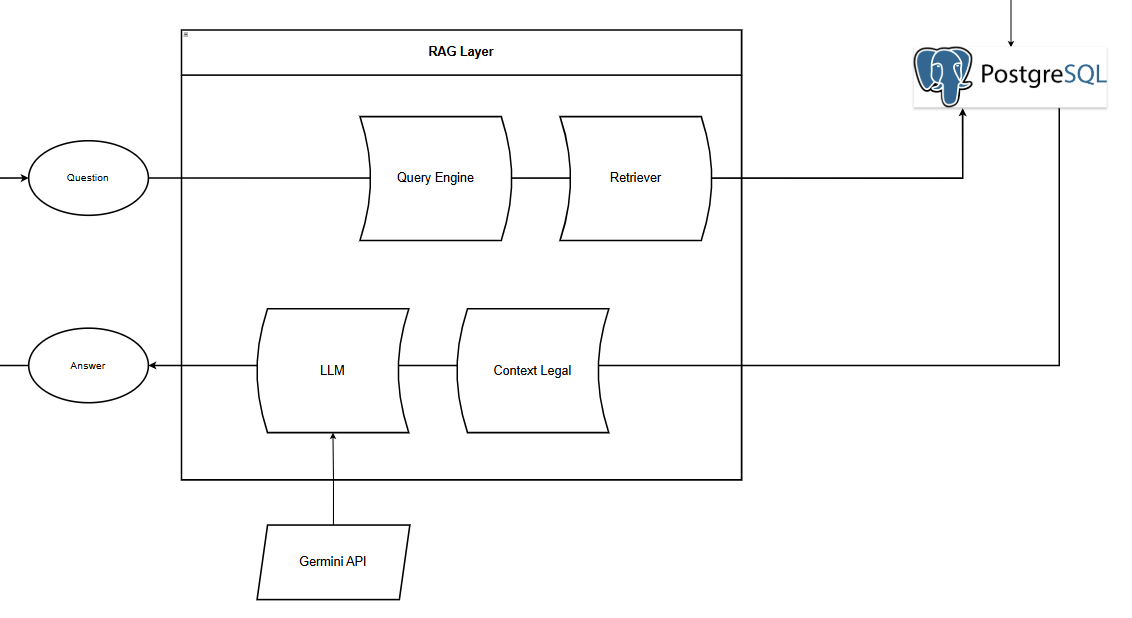 RAG Layer
PostgreSQL
Question
Query Engine
Retriever
Answer
LLM
Context Legal
Germini API